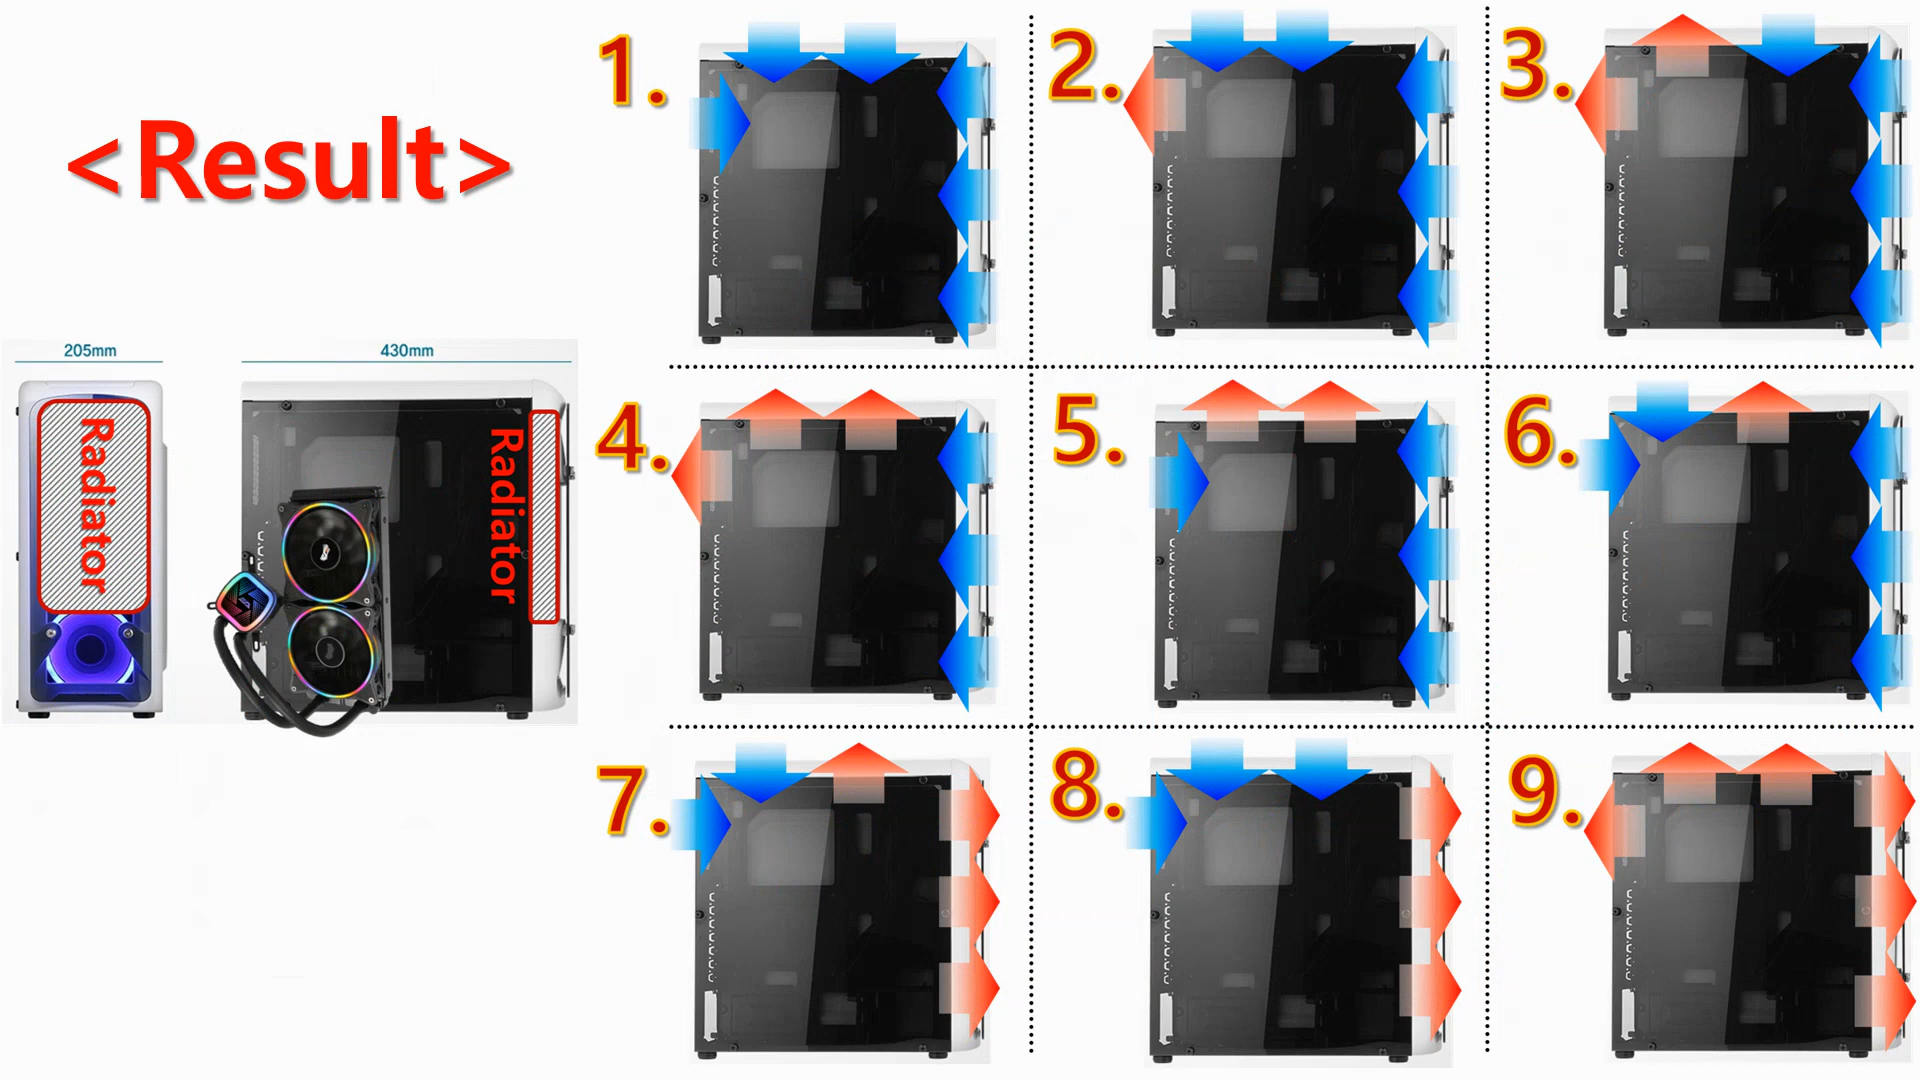 <Result>
205mm
430mm
Radiator
Radiator
1.
2.
3.
4.
5.
6.
7.
8.
9.